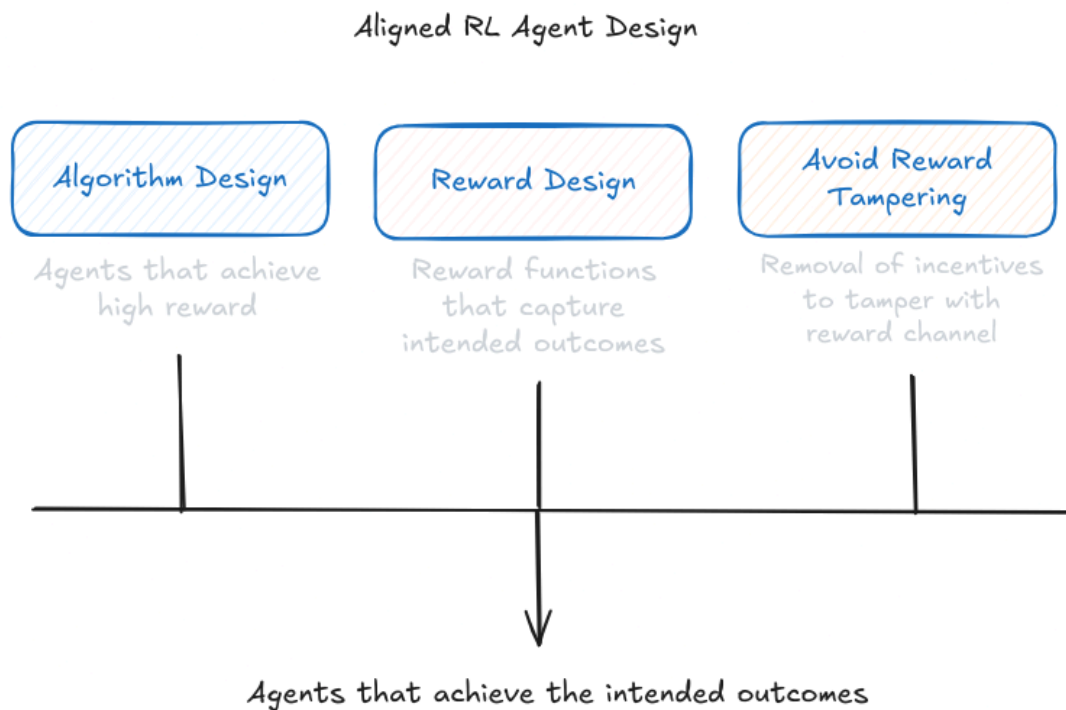 Aligned RL Agent Design
Algorithm Design
Agents that achieve
high reward
Reward Design
Reward functions
that capture
intended outcomes
Avoid Reward
Tampering
Removal of incentives
to tamper with
reward channel
Agents that achieve the intended outcomes